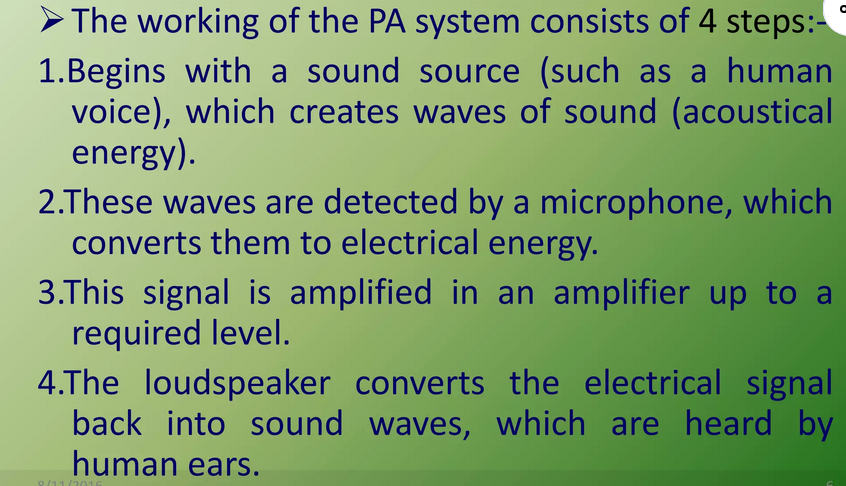 ➢ The working of the PA system consists of 4 steps:-
1.Begins with a sound source (such as a human
voice), which creates waves of sound (acoustical
energy).
2.These waves are detected by a microphone, which
converts them to electrical energy.
3.This signal is amplified in an amplifier up to a
required level.
4.The loudspeaker converts the electrical signal
back into sound waves, which are heard by
human ears.
8/11/2016 6